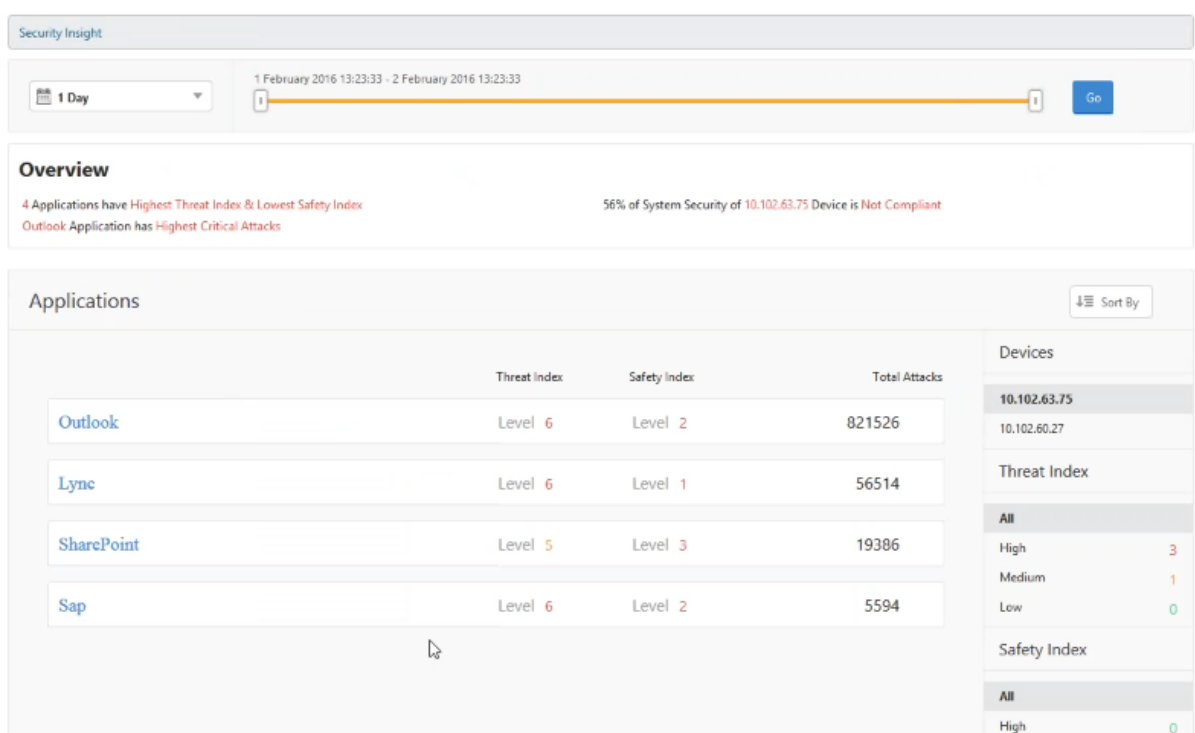 Security Insight
1 Day
1 February 2016 13:23:33 - 2 February 2016 13:23:33
Go
Overview
4 Applications have Highest Threat Index & Lowest Safety Index
Outlook Application has Highest Critical Attacks
56% of System Security of 10.102.63.75 Device is Not Compliant
Applications
Sort By
Threat Index Safety Index Total Attacks
Outlook Level 6 Level 2 821526
Lync Level 6 Level 1 56514
SharePoint Level 5 Level 3 19386
Sap Level 6 Level 2 5594
Devices
10.102.63.75
10.102.60.27
Threat Index
All
High 3
Medium 1
Low 0
Safety Index
All
High 0